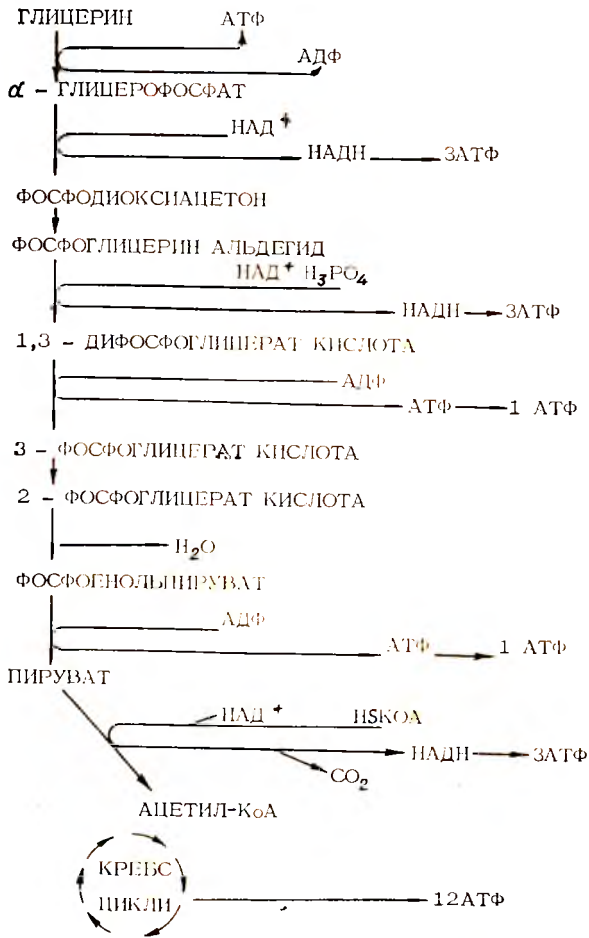 ГЛИЦЕРИН АТФ
АДФ
α - ГЛИЦЕРОФОСФАТ
НАД+
НАДН 3АТФ
ФОСФОДИОКСИАЦЕТОН
ФОСФОГЛИЦЕРИН АЛЬДЕГИД
НАД+ H₃PO₄
НАДН 3АТФ
1,3 - ДИФОСФОГЛИЦЕРАТ КИСЛОТА
АДФ
АТФ 1 АТФ
3 - ФОСФОГЛИЦЕРАТ КИСЛОТА
2 - ФОСФОГЛИЦЕРАТ КИСЛОТА
H₂O
ФОСФОЕНОЛЬПИРУВАТ
АДФ
АТФ 1 АТФ
ПИРУВАТ
НАД+ HSKOA
НАДН 3АТФ
CO₂
АЦЕТИЛ-КоА
КРЕБС
ЦИКЛИ 12АТФ